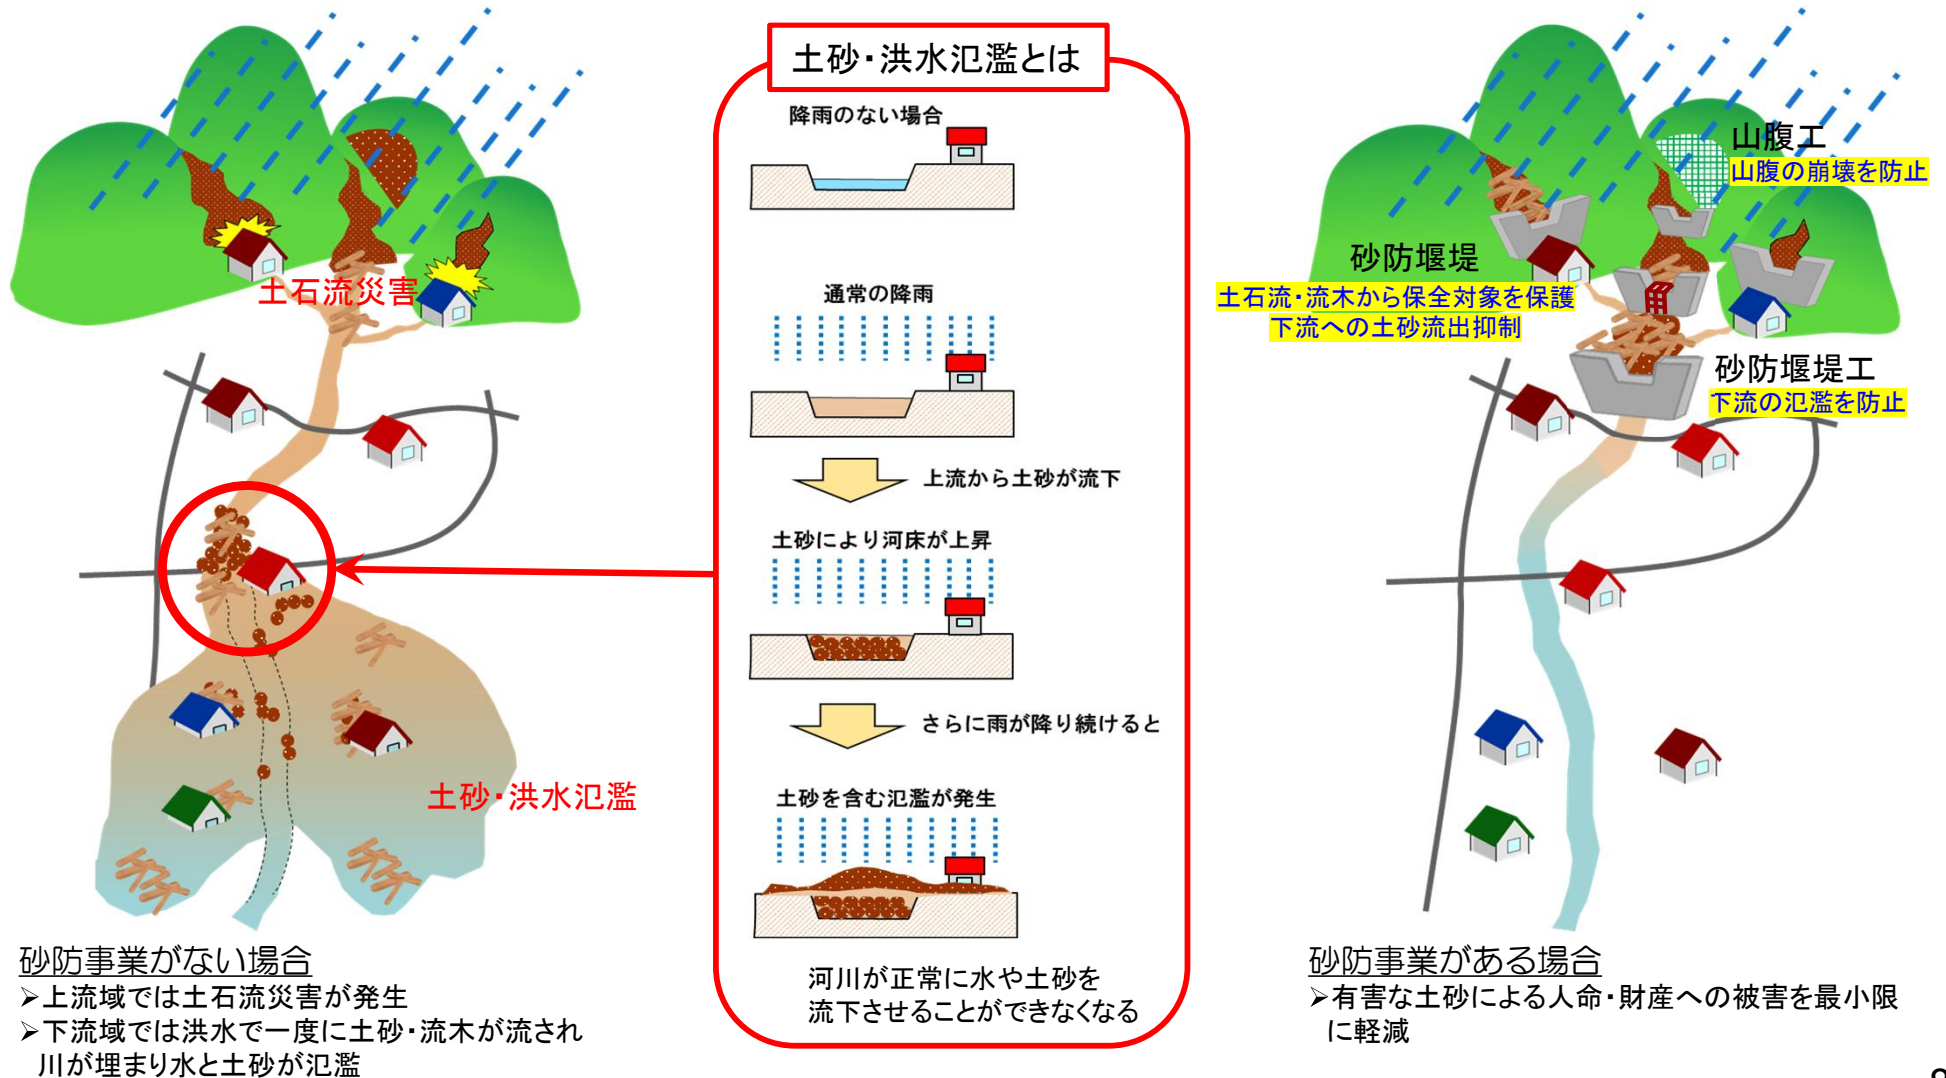 土石流災害
土砂・洪水氾濫
砂防事業がない場合
➢上流域では土石流災害が発生
➢下流域では洪水で一度に土砂・流木が流され
川が埋まり水と土砂が氾濫
土砂・洪水氾濫とは
降雨のない場合
通常の降雨
上流から土砂が流下
土砂により河床が上昇
さらに雨が降り続けると
土砂を含む氾濫が発生
河川が正常に水や土砂を
流下させることができなくなる
山腹工
山腹の崩壊を防止
砂防堰堤
土石流・流木から保全対象を保護
下流への土砂流出抑制
砂防堰堤工
下流の氾濫を防止
砂防事業がある場合
➢有害な土砂による人命・財産への被害を最小限
に軽減